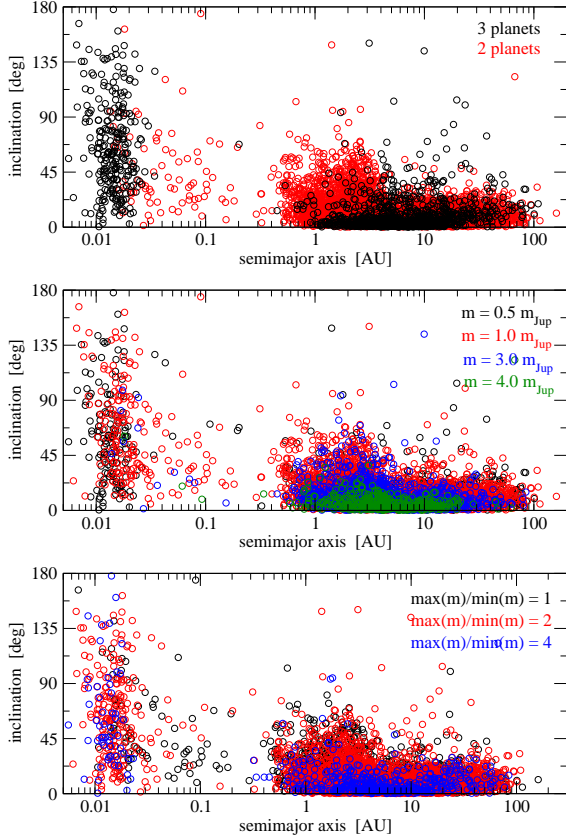 180
135
90
45
0
inclination [deg]
3 planets
2 planets
0.01 0.1 1 10 100
semimajor axis [AU]
180
135
90
45
0
inclination [deg]
m = 0.5 mJup
m = 1.0 mJup
m = 3.0 mJup
m = 4.0 mJup
0.01 0.1 1 10 100
semimajor axis [AU]
180
135
90
45
0
inclination [deg]
max(m)/min(m) = 1
max(m)/min(m) = 2
max(m)/min(m) = 4
0.01 0.1 1 10 100
semimajor axis [AU]